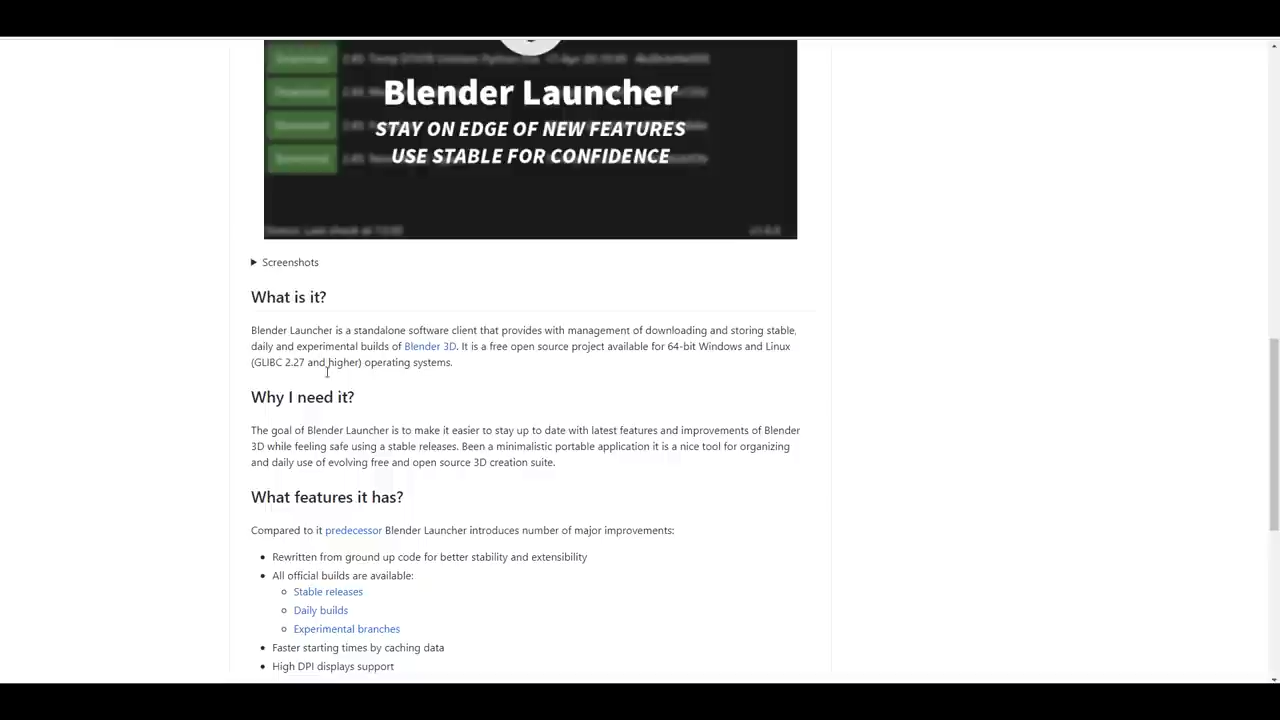 Blender Launcher
STAY ON EDGE OF NEW FEATURES
USE STABLE FOR CONFIDENCE
Screenshots
What is it?
Blender Launcher is a standalone software client that provides with management of downloading and storing stable,
daily and experimental builds of Blender 3D. It is a free open source project available for 64-bit Windows and Linux
(GLIBC 2.27 and higher) operating systems.
Why I need it?
The goal of Blender Launcher is to make it easier to stay up to date with latest features and improvements of Blender
3D while feeling safe using a stable releases. Been a minimalistic portable application it is a nice tool for organizing
and daily use of evolving free and open source 3D creation suite.
What features it has?
Compared to it predecessor Blender Launcher introduces number of major improvements:
Rewritten from ground up code for better stability and extensibility
All official builds are available:
Stable releases
Daily builds
Experimental branches
Faster starting times by caching data
High DPI displays support